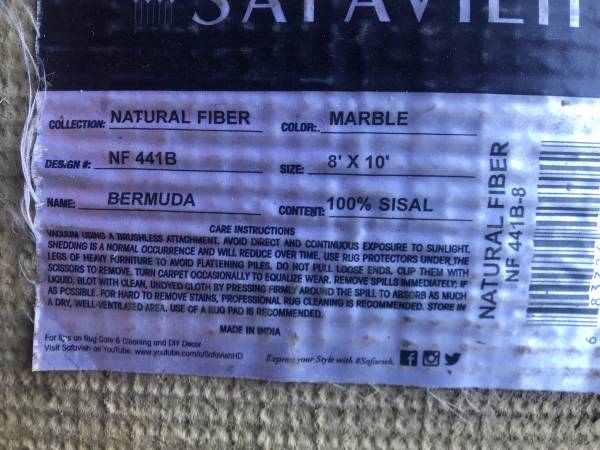 SAFAVIEH
COLLECTION: NATURAL FIBER COLOR: MARBLE
DESIGN #: NF 441B SIZE: 8' X 10'
NAME: BERMUDA CONTENT: 100% SISAL
CARE INSTRUCTIONS
VACUUM USING A BRUSHLESS ATTACHMENT. AVOID DIRECT AND CONTINUOUS EXPOSURE TO SUNLIGHT.
SHEDDING IS A NORMAL OCCURRENCE AND WILL REDUCE OVER TIME. USE RUG PROTECTORS UNDER THE
LEGS OF HEAVY FURNITURE TO AVOID FLATTENING PILES. DO NOT PULL LOOSE ENDS. CLIP THEM WITH
SCISSORS TO REMOVE. TURN CARPET OCCASIONALLY TO EQUALIZE WEAR. REMOVE SPILLS IMMEDIATELY; IF
LIQUID, BLOT WITH CLEAN, UNDYED CLOTH BY PRESSING FIRMLY AROUND THE SPILL TO ABSORB AS MUCH
AS POSSIBLE. FOR HARD TO REMOVE STAINS, PROFESSIONAL RUG CLEANING IS RECOMMENDED. STORE IN
A DRY, WELL-VENTILATED AREA. USE OF A RUG PAD IS RECOMMENDED.
MADE IN INDIA
For tips on Rug Care & Cleaning and DIY Decor
Visit Safavieh on YouTube: www.youtube.com/c/SafaviehHD
Express your Style with #Safavieh.
NATURAL FIBER
NF 441B-8